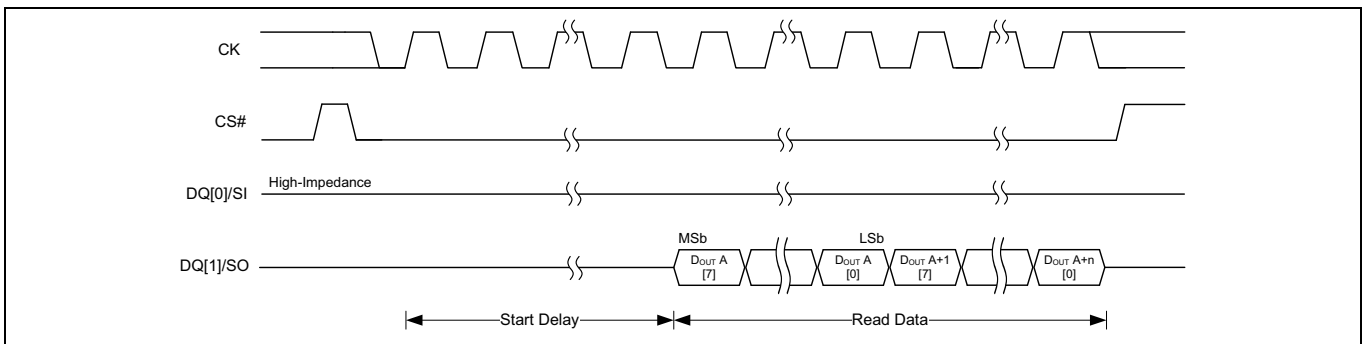 CK
CS#
DQ[0]/SI
High-Impedance
DQ[1]/SO
MSb
LSb
DOUT A
[7]
DOUT A
[0]
DOUT A+1
[7]
DOUT A+n
[0]
Start Delay
Read Data